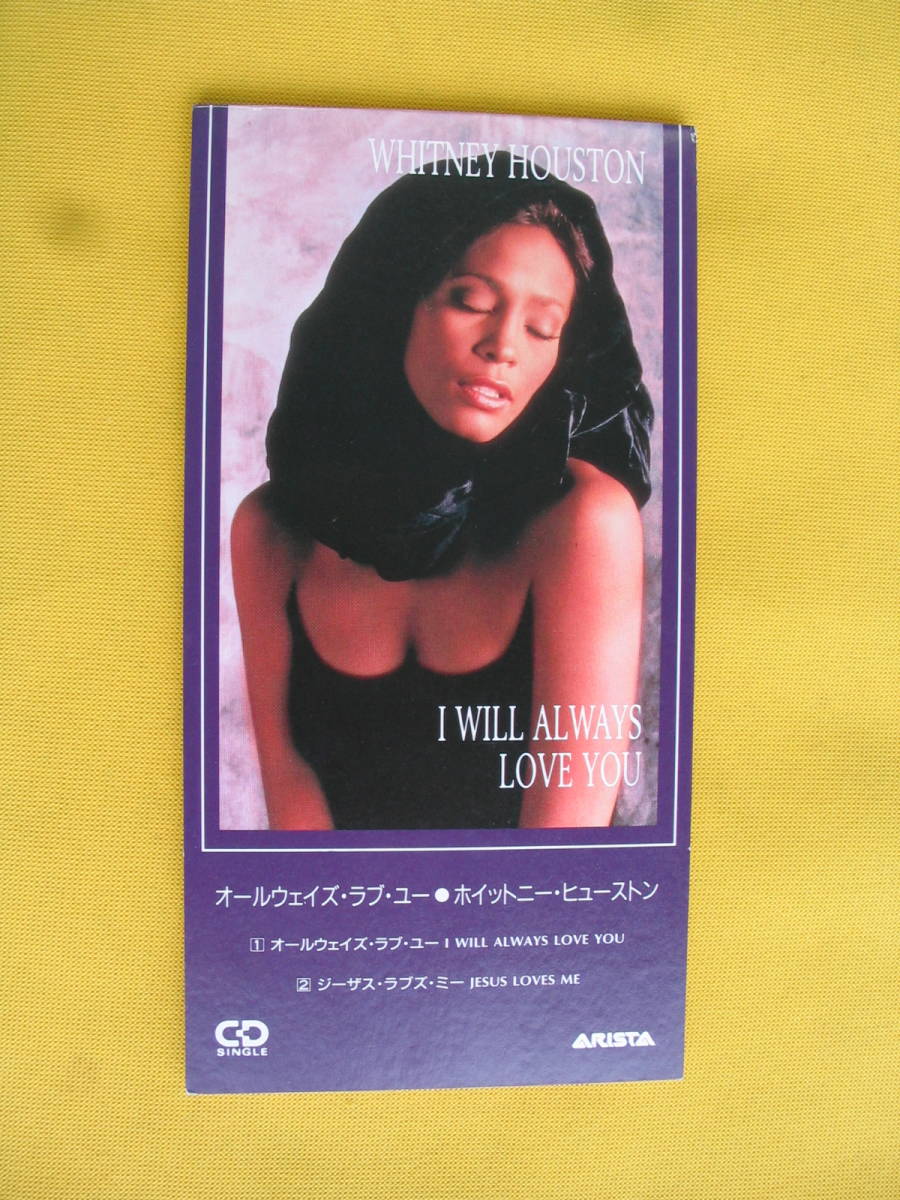 WHITNEY HOUSTON
I WILL ALWAYS
LOVE YOU
オールウェイズ・ラブ・ユー●ホイットニー・ヒューストン
1 オールウェイズ・ラブ・ユー I WILL ALWAYS LOVE YOU
2 ジーザス・ラブズ・ミー JESUS LOVES ME
CD
SINGLE
ARISTA